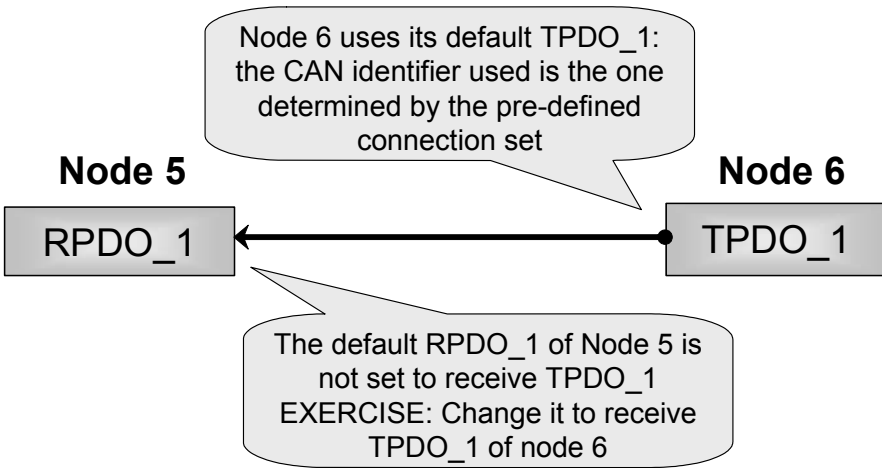 Node 6 uses its default TPDO_1:
the CAN identifier used is the one
determined by the pre-defined
connection set
Node 5
Node 6
RPDO_1
TPDO_1
The default RPDO_1 of Node 5 is
not set to receive TPDO_1
EXERCISE: Change it to receive
TPDO_1 of node 6